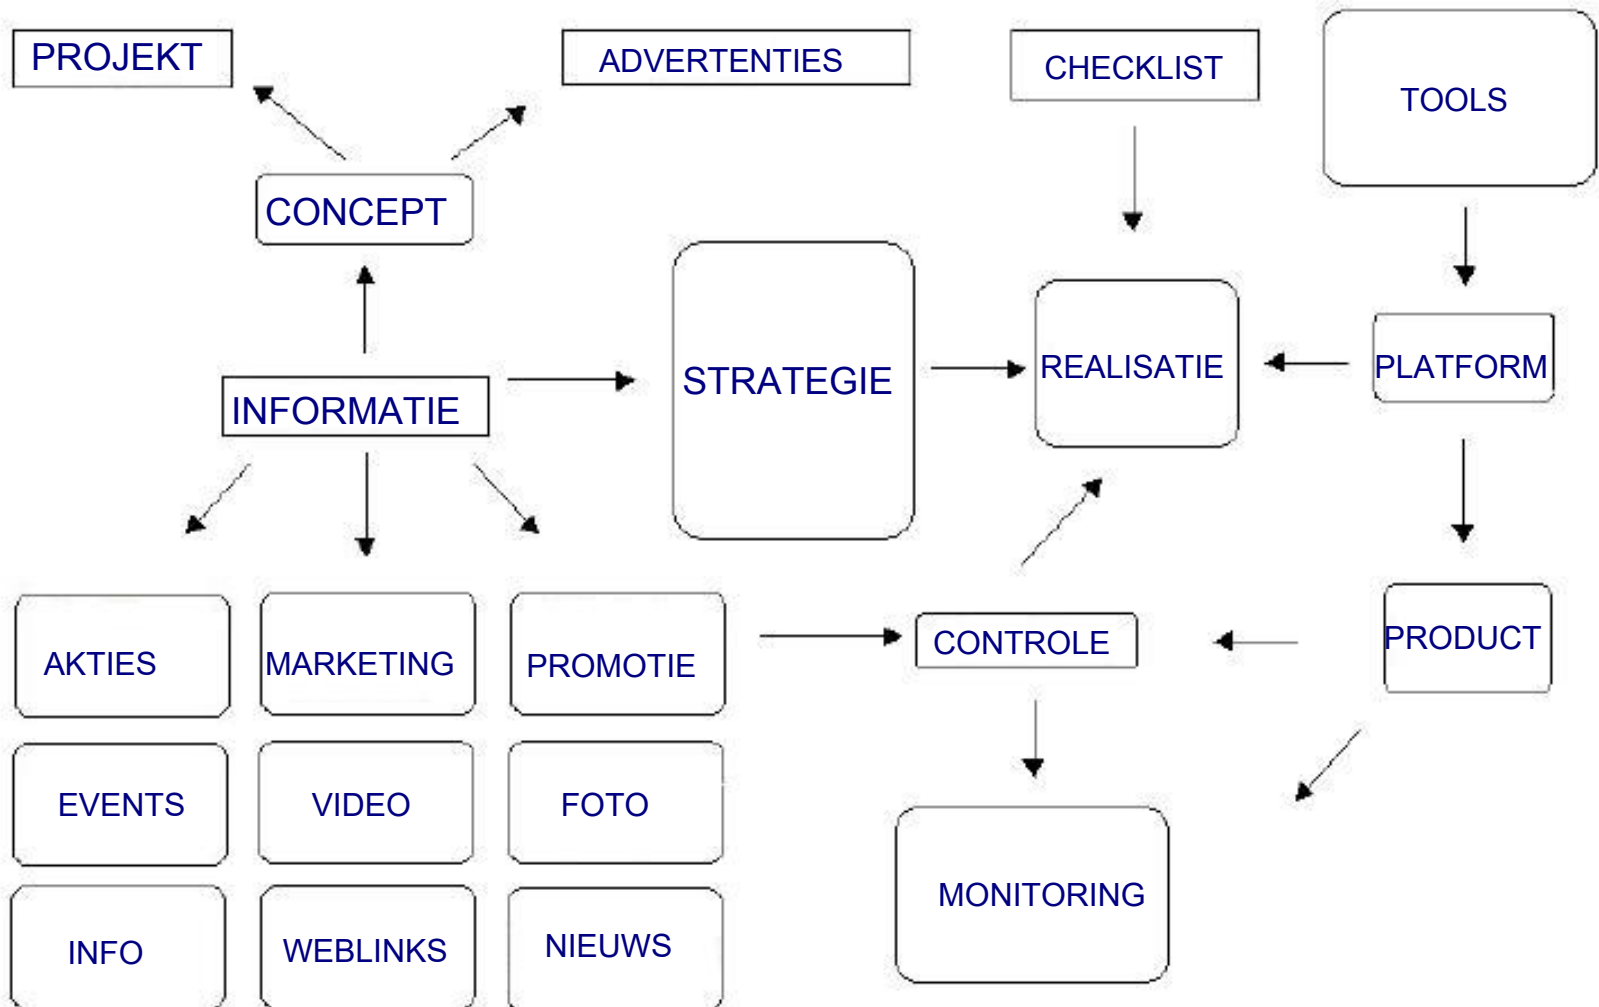 PROJEKT
ADVERTENTIES
CHECKLIST
TOOLS
CONCEPT
STRATEGIE
REALISATIE
PLATFORM
INFORMATIE
AKTIES
MARKETING
PROMOTIE
CONTROLE
PRODUCT
EVENTS
VIDEO
FOTO
MONITORING
INFO
WEBLINKS
NIEUWS